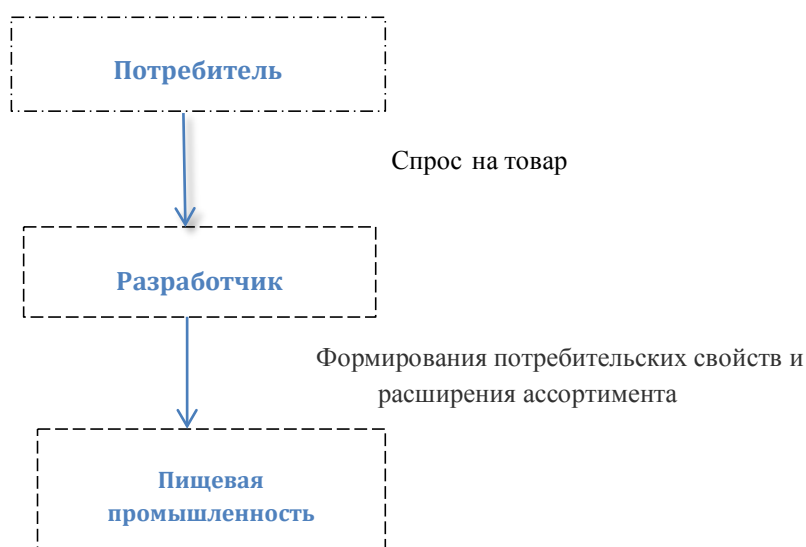 Потребитель
Спрос на товар
Разработчик
Формирования потребительских свойств и
расширения ассортимента
Пищевая
промышленность